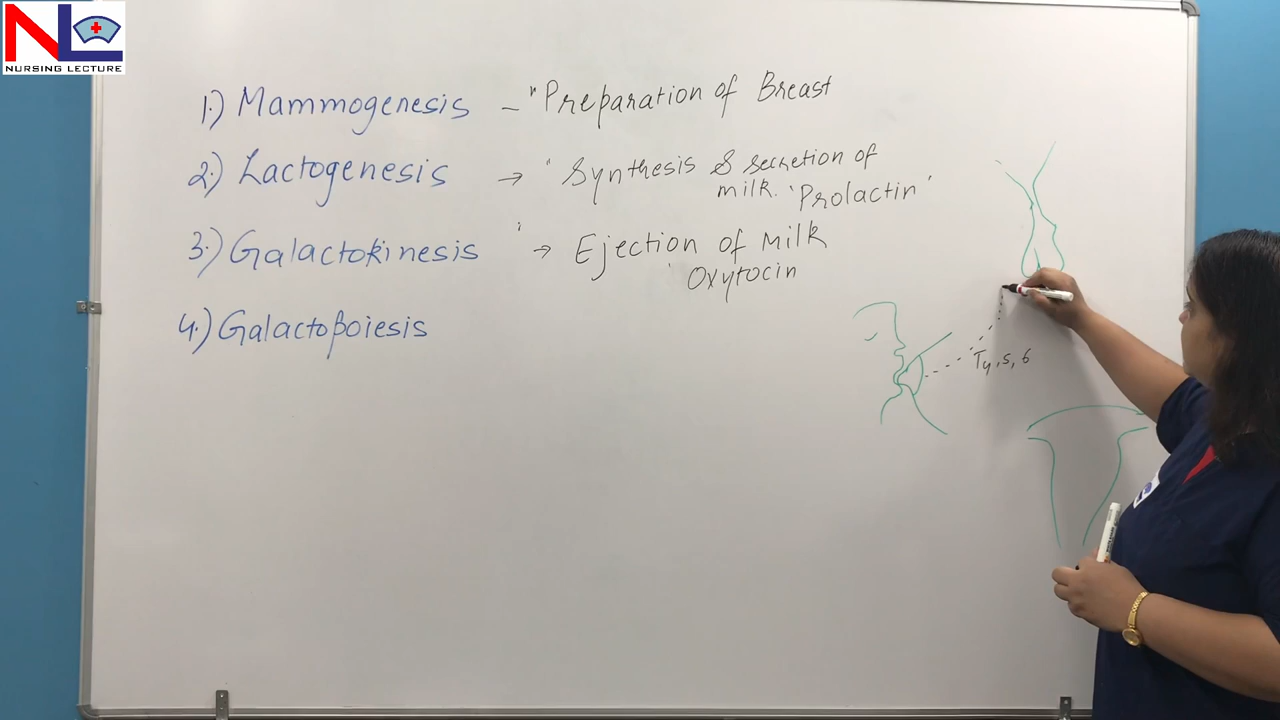 NL
NURSING LECTURE
1.) Mammogenesis - "Preparation of Breast
2.) Lactogenesis → "Synthesis & secretion of
milk. 'Prolactin'
3.) Galactokinesis " → Ejection of Milk
'Oxytocin
4.) Galactopoiesis
T4, 5, 6